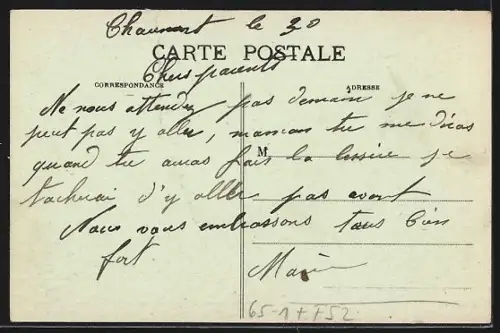 Chaumont le 30
CARTE POSTALE
Chers parents
CORRESPONDANCE
ADRESSE
Ne nous attendez pas demain je ne
peut pas y aller, maman tu me diras
quand tu auras fais la lessive je
M
tacherai d'y aller pas avant
Nous vous embrassons tous bien
fort. Marie
65-1++F52